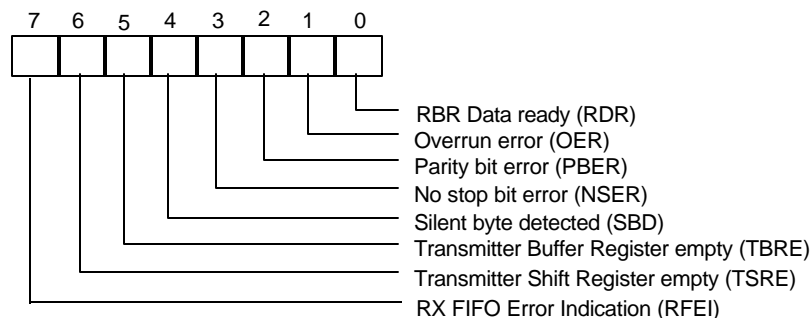 7 6 5 4 3 2 1 0
RBR Data ready (RDR)
Overrun error (OER)
Parity bit error (PBER)
No stop bit error (NSER)
Silent byte detected (SBD)
Transmitter Buffer Register empty (TBRE)
Transmitter Shift Register empty (TSRE)
RX FIFO Error Indication (RFEI)